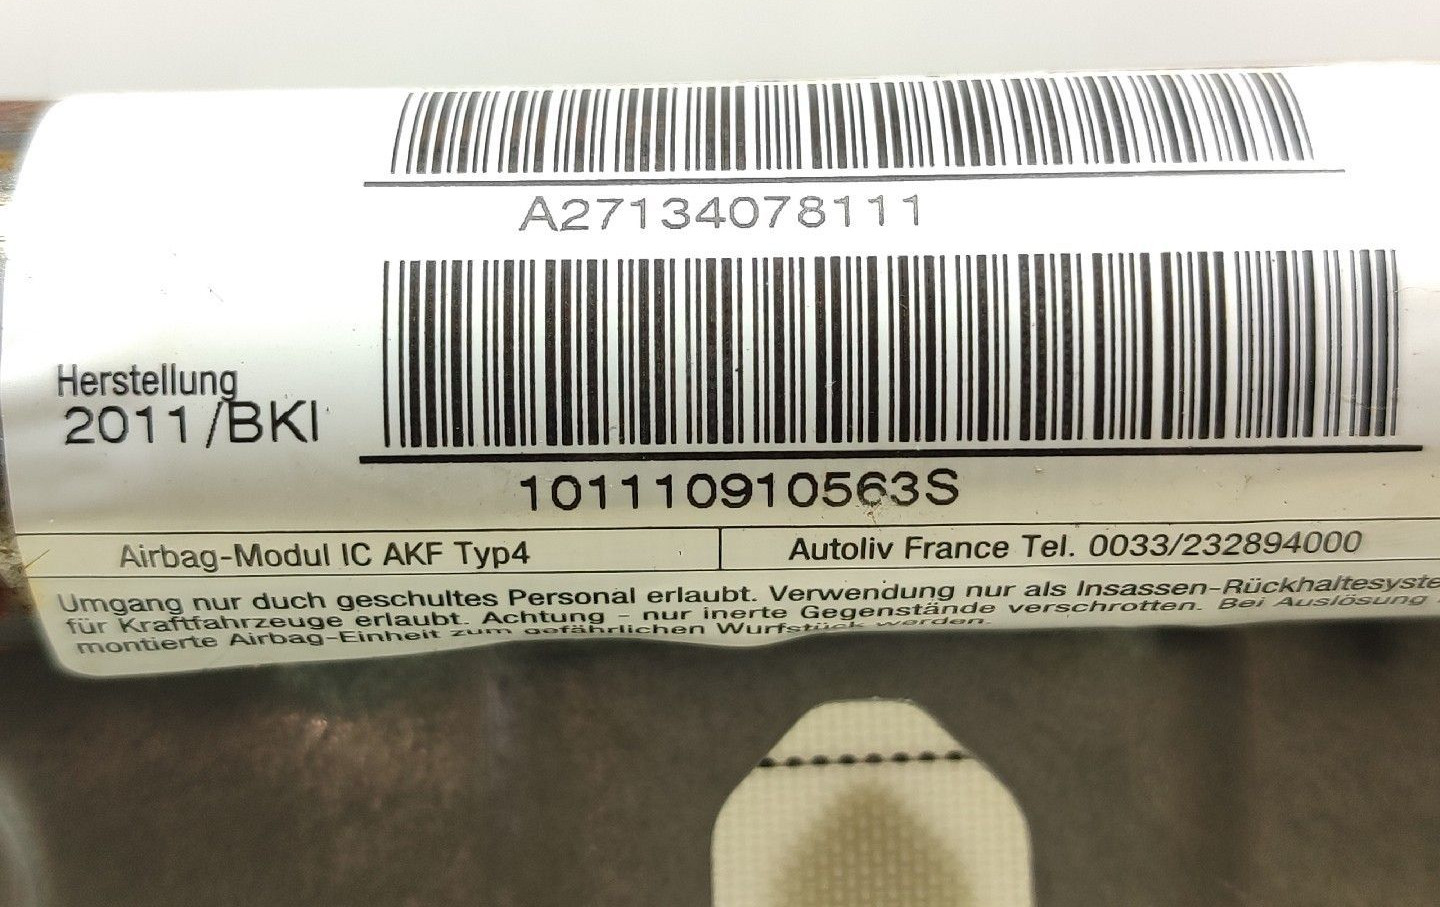 A27134078111
Herstellung
2011/BKI
101110910563S
Airbag-Modul IC AKF Typ4
Autoliv France Tel. 0033/232894000
Umgang nur duch geschultes Personal erlaubt. Verwendung nur als Insassen-Rückhaltesyste
für Kraftfahrzeuge erlaubt. Achtung - nur inerte Gegenstände verschrotten. Bei Auslösung
montierte Airbag-Einheit zum gefährlichen Wurfstück werden.